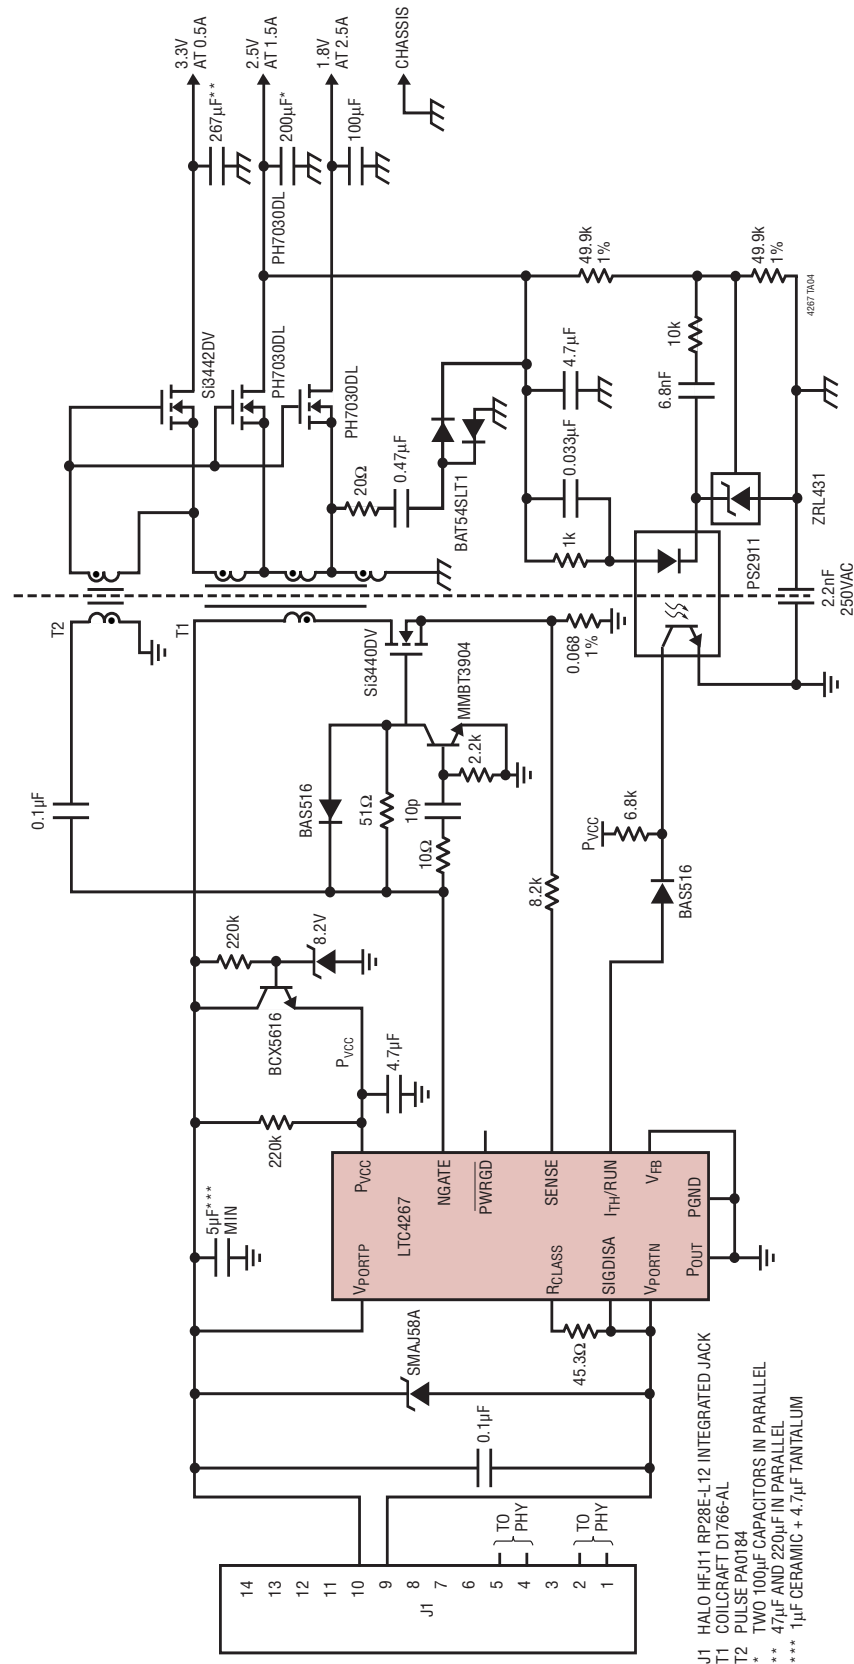 3.3V
AT 0.5A
2.5V
AT 1.5A
1.8V
AT 2.5A
CHASSIS
267µF**
200µF*
100µF
PH7030DL
Si3442DV
PH7030DL
PH7030DL
49.9k
1%
49.9k
1%
4267 TA04
10k
4.7µF
6.8nF
0.033µF
20Ω
0.47µF
BAT54SLT1
1k
ZRL431
PS2911
2.2nF
250VAC
T2
T1
Si3440DV
0.068
1%
MMBT3904
2.2k
0.1µF
BAS516
51Ω
10p
10Ω
PVCC
6.8k
8.2k
BAS516
220k
8.2V
BCX5616
PVCC
4.7µF
220k
5µF***
MIN
PVCC
NGATE
PWRGD
SENSE
ITH/RUN
VFB
LTC4267
PGND
VPORTP
RCLASS
SIGDISA
VPORTN
POUT
SMAJ58A
45.3Ω
0.1µF
TO
PHY
TO
PHY
14
13
12
11
10
9
8
7
6
5
4
3
2
1
J1
J1 HALO HFJ11 RP28E-L12 INTEGRATED JACK
T1 COILCRAFT D1766-AL
T2 PULSE PA0184
* TWO 100µF CAPACITORS IN PARALLEL
** 47µF AND 220µF IN PARALLEL
*** 1µF CERAMIC + 4.7µF TANTALUM